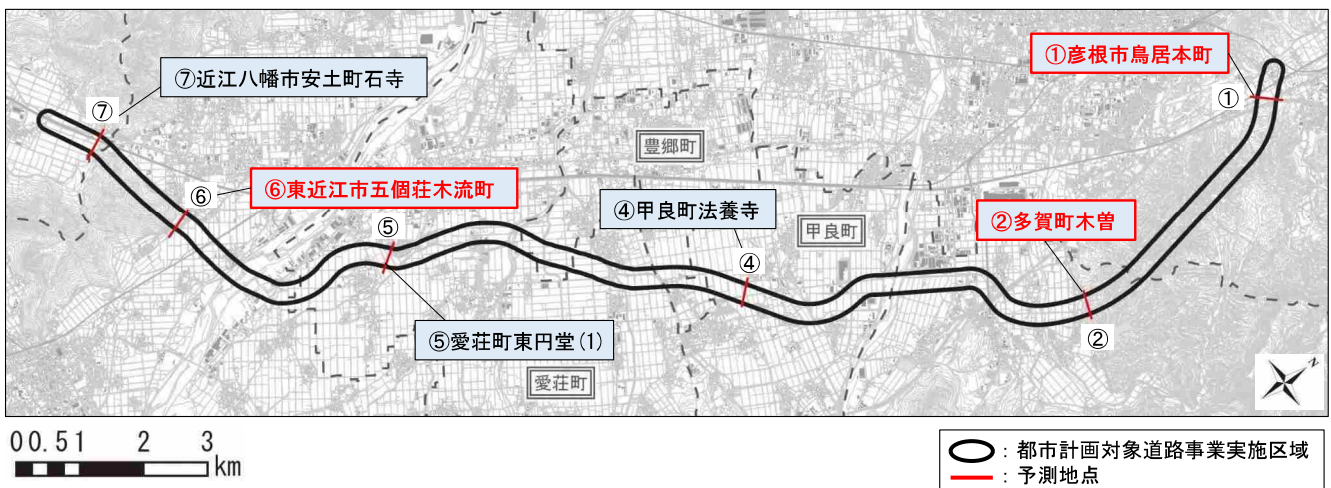 ①彦根市鳥居本町
⑦近江八幡市安土町石寺
①
⑦
豊郷町
⑥東近江市五個荘木流町
⑥
④甲良町法養寺
②多賀町木曽
⑤
甲良町
④
⑤愛荘町東円堂(1)
②
愛荘町
N
0 0.5 1 2 3
km
：都市計画対象道路事業実施区域
：予測地点